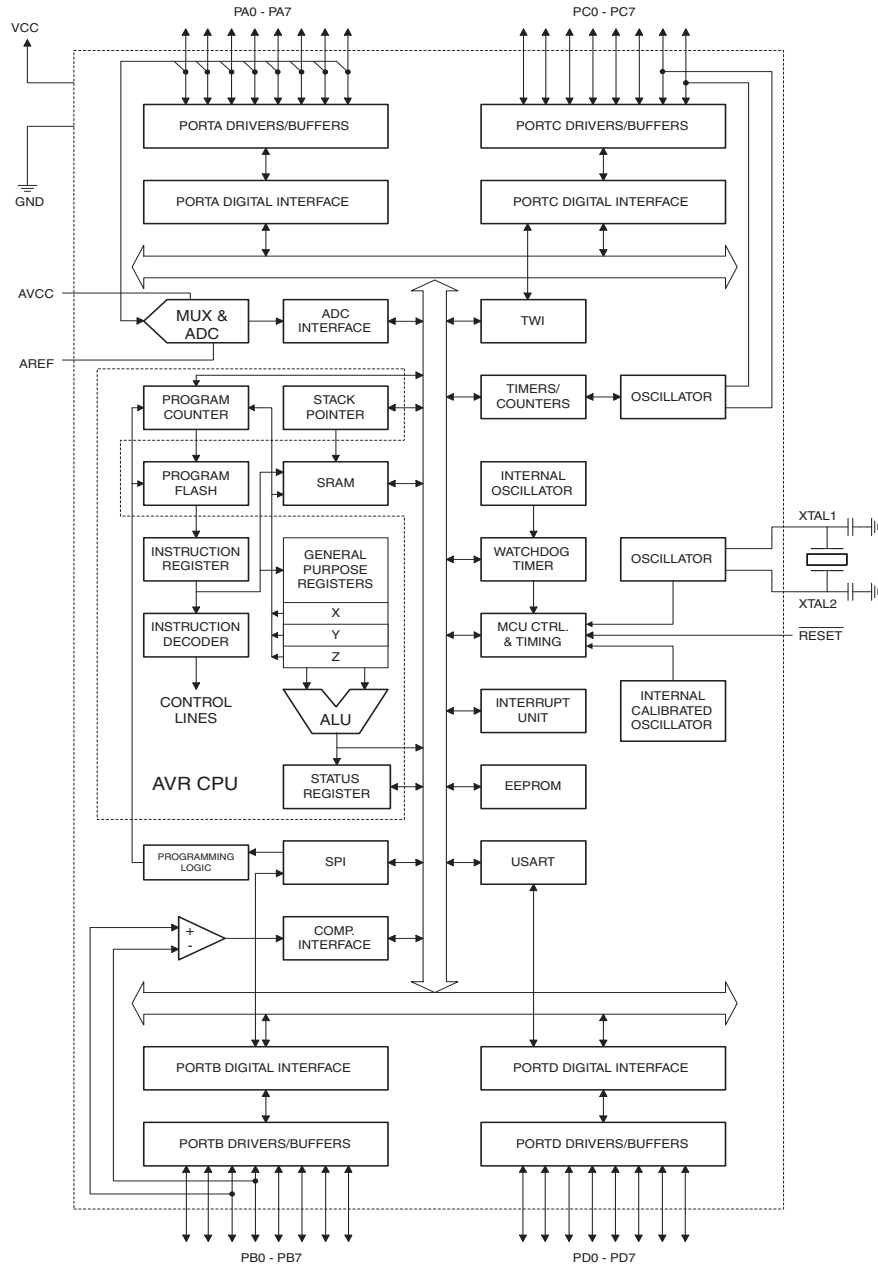 PA0 - PA7
PC0 - PC7
VCC
PORTA DRIVERS/BUFFERS
PORTC DRIVERS/BUFFERS
GND
PORTA DIGITAL INTERFACE
PORTC DIGITAL INTERFACE
AVCC
MUX &
ADC
ADC
INTERFACE
TWI
AREF
PROGRAM
COUNTER
STACK
POINTER
TIMERS/
COUNTERS
OSCILLATOR
PROGRAM
FLASH
SRAM
INTERNAL
OSCILLATOR
XTAL1
INSTRUCTION
REGISTER
GENERAL
PURPOSE
REGISTERS
WATCHDOG
TIMER
OSCILLATOR
XTAL2
X
INSTRUCTION
DECODER
Y
MCU CTRL.
& TIMING
RESET
Z
CONTROL
LINES
ALU
INTERRUPT
UNIT
INTERNAL
CALIBRATED
OSCILLATOR
AVR CPU
STATUS
REGISTER
EEPROM
PROGRAMMING
LOGIC
SPI
USART
+
-
COMP.
INTERFACE
PORTB DIGITAL INTERFACE
PORTD DIGITAL INTERFACE
PORTB DRIVERS/BUFFERS
PORTD DRIVERS/BUFFERS
PB0 - PB7
PD0 - PD7